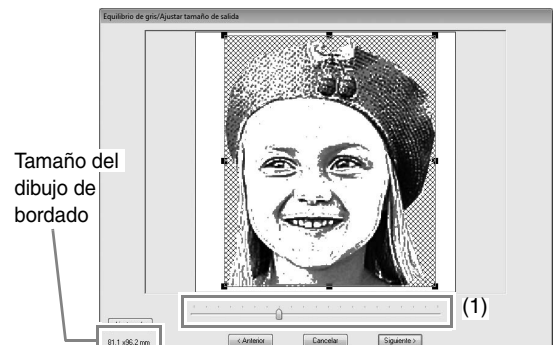 Equilibrio de gris/Ajustar tamaño de salida
Tamaño del
dibujo de
bordado
(1)
81.1 x96.2 mm
< Anterior
Cancelar
Siguiente >